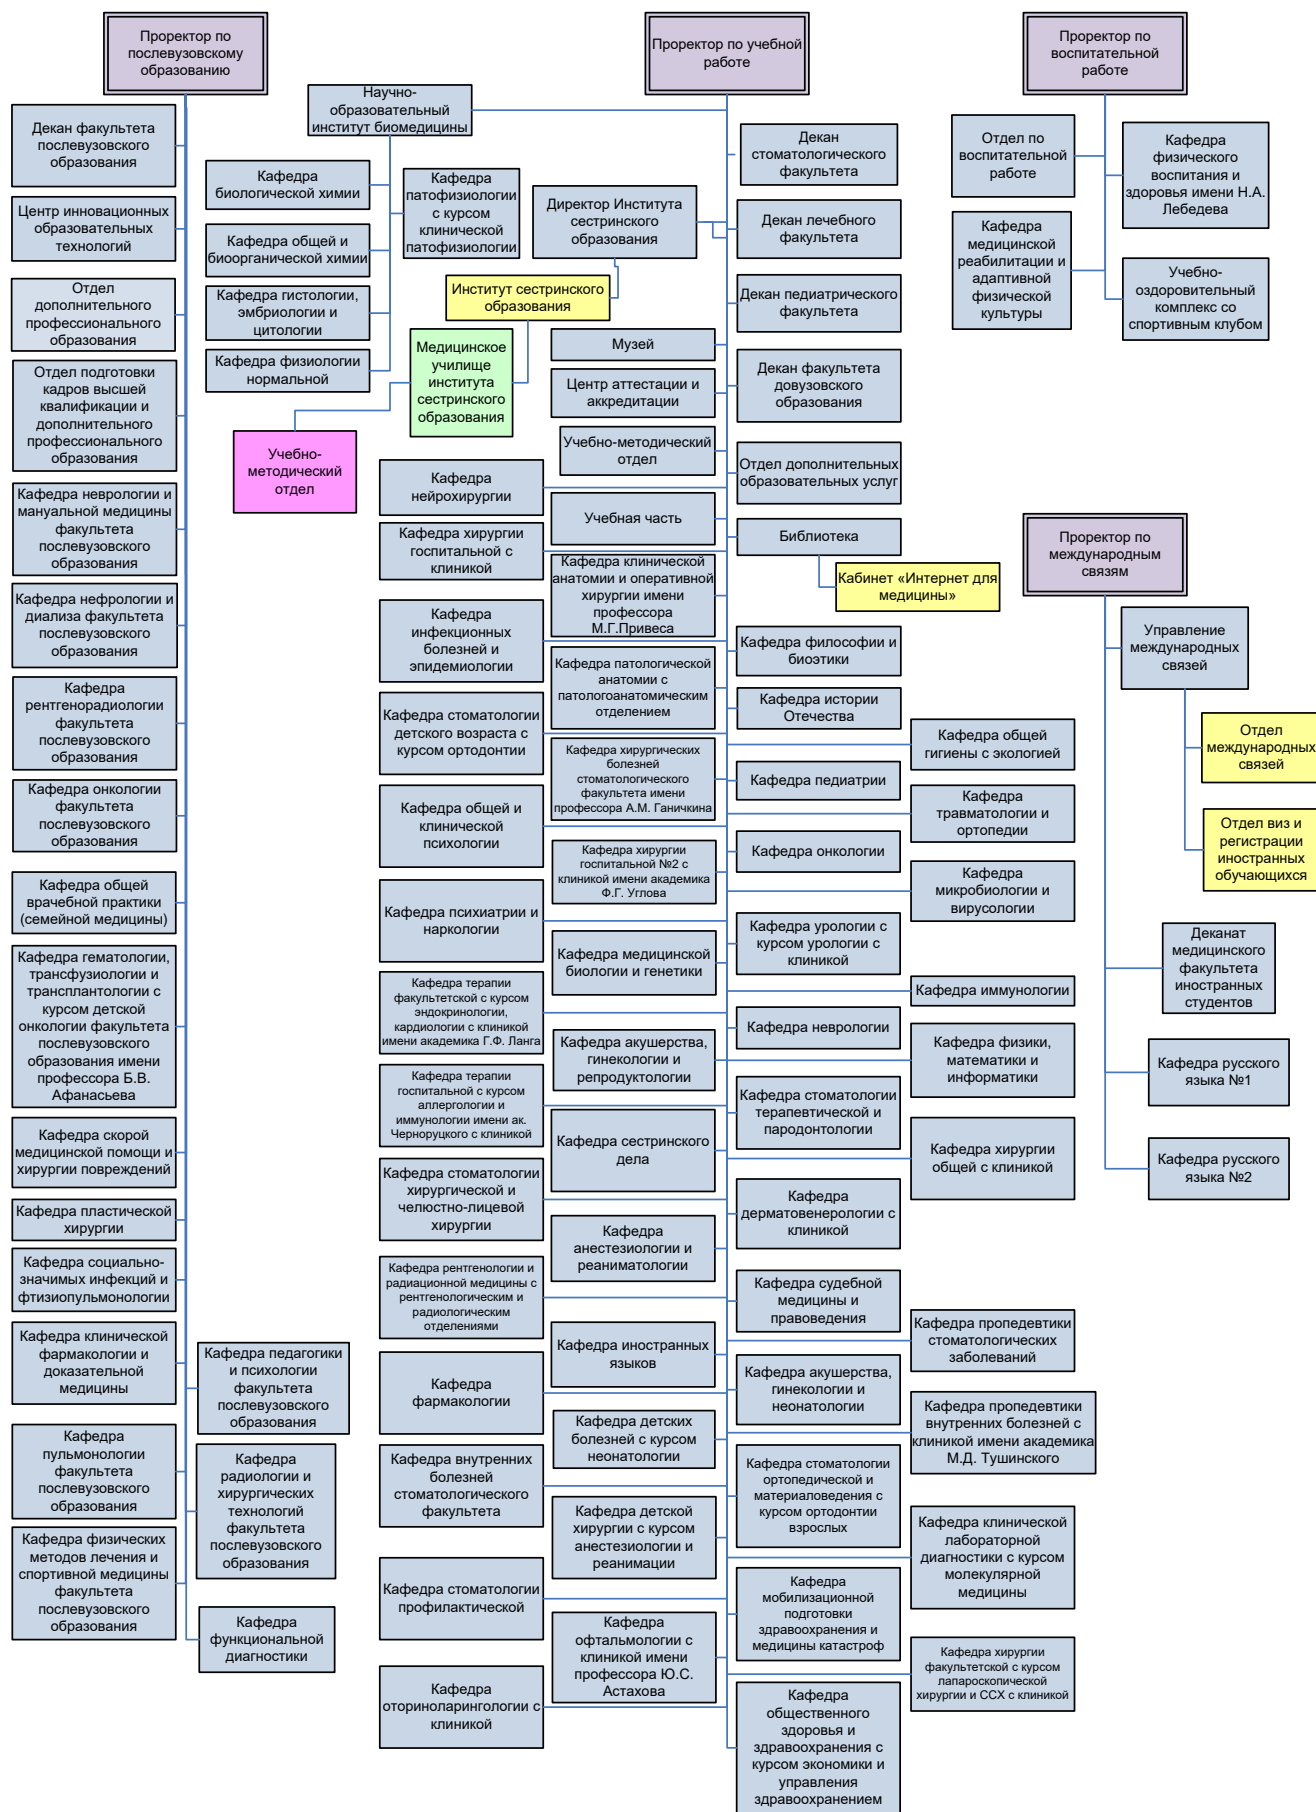 Проректор по
послевузовскому
образованию
Декан факультета
послевузовского
образования
Центр инновационных
образовательных
технологий
Отдел
дополнительного
профессионального
образования
Отдел подготовки
кадров высшей
квалификации и
дополнительного
профессионального
образования
Кафедра неврологии и
мануальной медицины
факультета
послевузовского
образования
Кафедра нефрологии и
диализа факультета
послевузовского
образования
Кафедра
рентгенорадиологии
факультета
послевузовского
образования
Кафедра онкологии
факультета
послевузовского
образования
Кафедра общей
врачебной практики
(семейной медицины)
Кафедра гематологии,
трансфузиологии и
трансплантологии с
курсом детской
онкологии факультета
послевузовского
образования имени
профессора Б.В.
Афанасьева
Кафедра скорой
медицинской помощи и
хирургии повреждений
Кафедра пластической
хирургии
Кафедра социально-
значимых инфекций и
фтизиопульмонологии
Кафедра клинической
фармакологии и
доказательной
медицины
Кафедра
пульмонологии
факультета
послевузовского
образования
Кафедра физических
методов лечения и
спортивной медицины
факультета
послевузовского
образования
Кафедра педагогики
и психологии
факультета
послевузовского
образования
Кафедра
радиологии и
хирургических
технологий
факультета
послевузовского
образования
Кафедра
функциональной
диагностики
Проректор по учебной
работе
Научно-
образовательный
институт биомедицины
Кафедра
биологической химии
Кафедра общей и
биоорганической химии
Кафедра гистологии,
эмбриологии и
цитологии
Кафедра физиологии
нормальной
Кафедра
патофизиологии
с курсом
клинической
патофизиологии
Директор Института
сестринского
образования
Институт сестринского
образования
Медицинское
училище
института
сестринского
образования
Учебно-
методический
отдел
Декан
стоматологического
факультета
Декан лечебного
факультета
Декан педиатрического
факультета
Музей
Декан факультета
довузовского
образования
Центр аттестации и
аккредитации
Учебно-методический
отдел
Отдел дополнительных
образовательных услуг
Учебная часть
Библиотека
Кабинет «Интернет для
медицины»
Кафедра
нейрохирургии
Кафедра хирургии
госпитальной с
клиникой
Кафедра
инфекционных
болезней и
эпидемиологии
Кафедра стоматологии
детского возраста с
курсом ортодонтии
Кафедра общей и
клинической
психологии
Кафедра психиатрии и
наркологии
Кафедра терапии
факультетской с курсом
эндокринологии,
кардиологии с клиникой
имени академика Г.Ф. Ланга
Кафедра терапии
госпитальной с курсом
аллергологии и
иммунологии имени ак.
Черноруцкого с клиникой
Кафедра стоматологии
хирургической и
челюстно-лицевой
хирургии
Кафедра рентгенологии и
радиационной медицины с
рентгенологическим и
радиологическим
отделениями
Кафедра
фармакологии
Кафедра внутренних
болезней
стоматологического
факультета
Кафедра стоматологии
профилактической
Кафедра
оториноларингологии с
клиникой
Кафедра клинической
анатомии и оперативной
хирургии имени
профессора
М.Г.Привеса
Кафедра патологической
анатомии с
патологоанатомическим
отделением
Кафедра хирургических
болезней
стоматологического
факультета имени
профессора А.М. Ганичкина
Кафедра хирургии
госпитальной №2 с
клиникой имени академика
Ф.Г. Углова
Кафедра медицинской
биологии и генетики
Кафедра акушерства,
гинекологии и
репродуктологии
Кафедра сестринского
дела
Кафедра
анестезиологии и
реаниматологии
Кафедра иностранных
языков
Кафедра детских
болезней с курсом
неонатологии
Кафедра детской
хирургии с курсом
анестезиологии и
реанимации
Кафедра
офтальмологии с
клиникой имени
профессора Ю.С.
Астахова
Кафедра философии и
биоэтики
Кафедра истории
Отечества
Кафедра педиатрии
Кафедра онкологии
Кафедра урологии с
курсом урологии с
клиникой
Кафедра неврологии
Кафедра стоматологии
терапевтической и
пародонтологии
Кафедра
дерматовенерологии с
клиникой
Кафедра судебной
медицины и
правоведения
Кафедра акушерства,
гинекологии и
неонатологии
Кафедра стоматологии
ортопедической и
материаловедения с
курсом ортодонтии
взрослых
Кафедра
мобилизационной
подготовки
здравоохранения и
медицины катастроф
Кафедра
общественного
здоровья и
здравоохранения с
курсом экономики и
управления
здравоохранением
Кафедра общей
гигиены с экологией
Кафедра
травматологии и
ортопедии
Кафедра
микробиологии и
вирусологии
Кафедра иммунологии
Кафедра физики,
математики и
информатики
Кафедра хирургии
общей с клиникой
Кафедра пропедевтики
стоматологических
заболеваний
Кафедра пропедевтики
внутренних болезней с
клиникой имени академика
М.Д. Тушинского
Кафедра клинической
лабораторной
диагностики с курсом
молекулярной
медицины
Кафедра хирургии
факультетской с курсом
лапароскопической
хирургии и ССХ с клиникой
Проректор по
воспитательной
работе
Отдел по
воспитательной
работе
Кафедра
физического
воспитания и
здоровья имени Н.А.
Лебедева
Кафедра
медицинской
реабилитации и
адаптивной
физической
культуры
Учебно-
оздоровительный
комплекс со
спортивным клубом
Проректор по
международным
связям
Управление
международных
связей
Отдел
международных
связей
Отдел виз и
регистрации
иностранных
обучающихся
Деканат
медицинского
факультета
иностранных
студентов
Кафедра русского
языка №1
Кафедра русского
языка №2